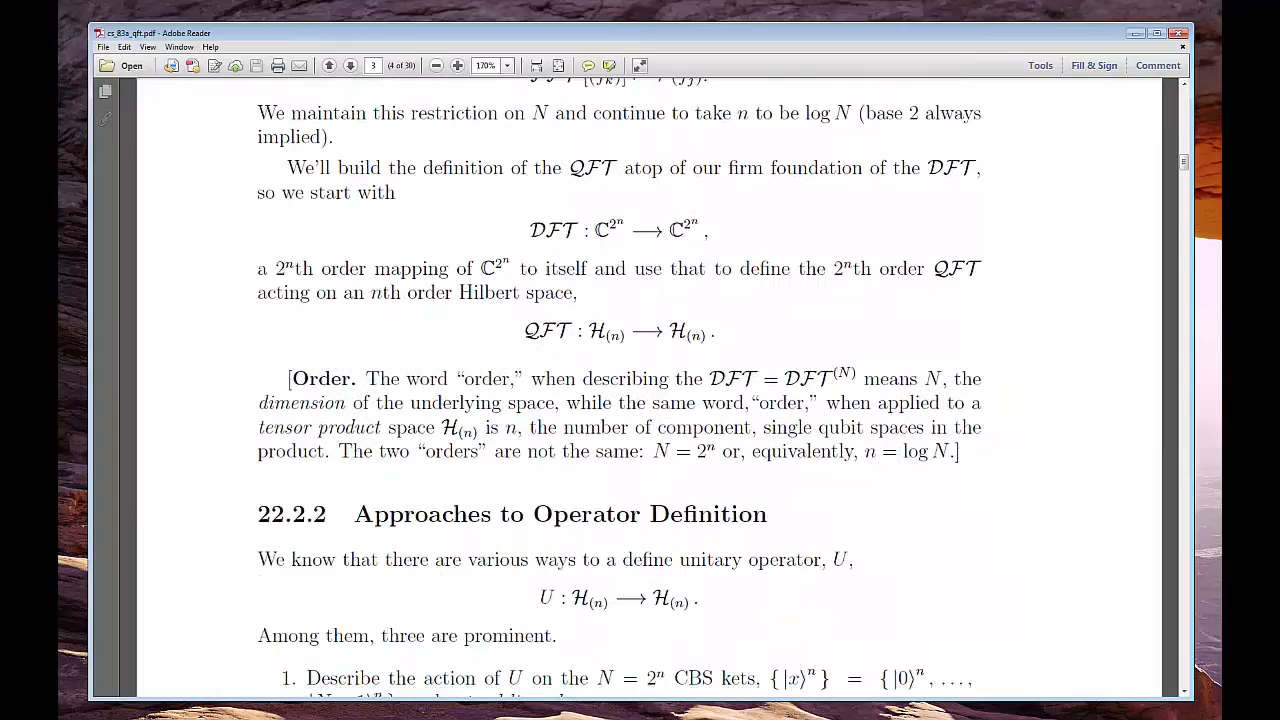 cs_83a_qft.pdf - Adobe Reader
File Edit View Window Help
Open 3 (4 of 30) 170% Tools Fill & Sign Comment
We maintain this restriction on N and continue to take n to be log N (base 2 always
implied).
We'll build the definition of the QFT atop of our firm foundation of the DFT,
so we start with
DFT : ℂ^{2^n} ⟶ ℂ^{2^n} ,
a 2^nth order mapping of ℂ^{2^n} to itself and use that to define the 2^nth order QFT
acting on an nth order Hilbert space,
QFT : H_{(n)} ⟶ H_{(n)} .
[Order. The word "order," when describing the DFT = DFT^{(N)} means N, the
dimension of the underlying space, while the same word,"order," when applied to a
tensor product space H_{(n)} is n, the number of component, single qubit spaces in the
product. The two "orders" are not the same: N = 2^n or, equivalently, n = log N.]
22.2.2 Approaches to Operator Definition
We know that there are various ways to a define unitary operator, U,
U : H_{(n)} ⟶ H_{(n)} .
Among them, three are prominent.
1. Describe the action of U on the N = 2^n CBS kets, { |x⟩^n } = { |0⟩^n, ...,